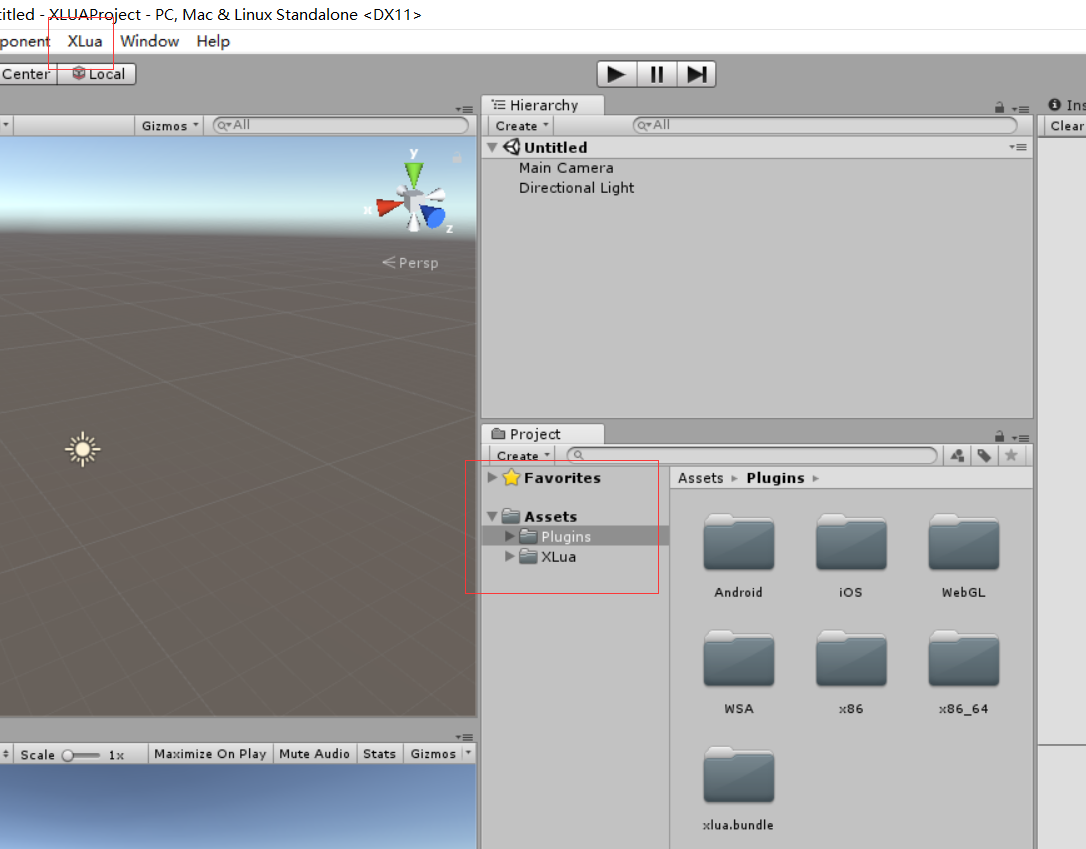 titled - XLUAProject - PC, Mac & Linux Standalone <DX11>
ponent XLua Window Help
Center Local
Gizmos All
y
x
z
Persp
Hierarchy
Create All
Untitled
Main Camera
Directional Light
Ins
Clear
Project
Create
Favorites
Assets
Plugins
XLua
Assets Plugins
Android iOS WebGL
WSA x86 x86_64
xlua.bundle
Scale 1x Maximize On Play Mute Audio Stats Gizmos